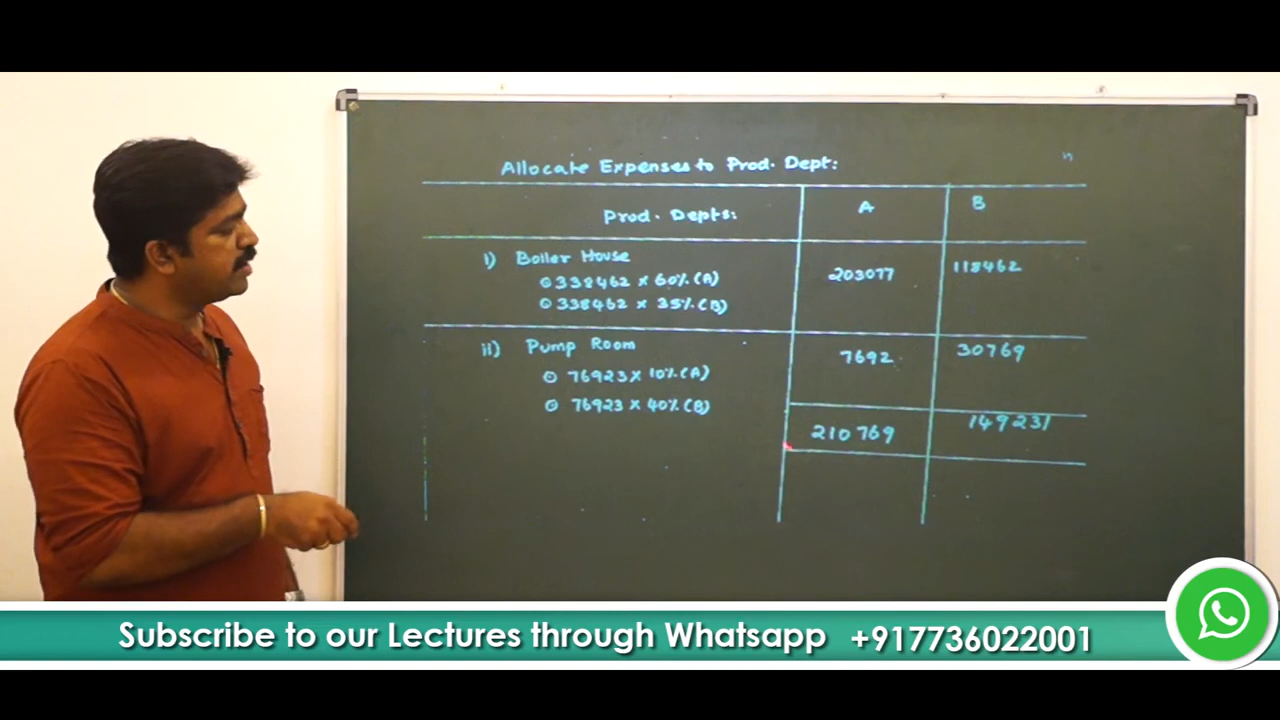 Allocate Expenses to Prod. Dept:
Prod. Depts: A B
i) Boiler House
338462 × 60% (A) 203077 118462
338462 × 35% (B)
ii) Pump Room 7692 30769
76923 × 10% (A)
76923 × 40% (B)
210769 149231
Subscribe to our Lectures through Whatsapp +917736022001